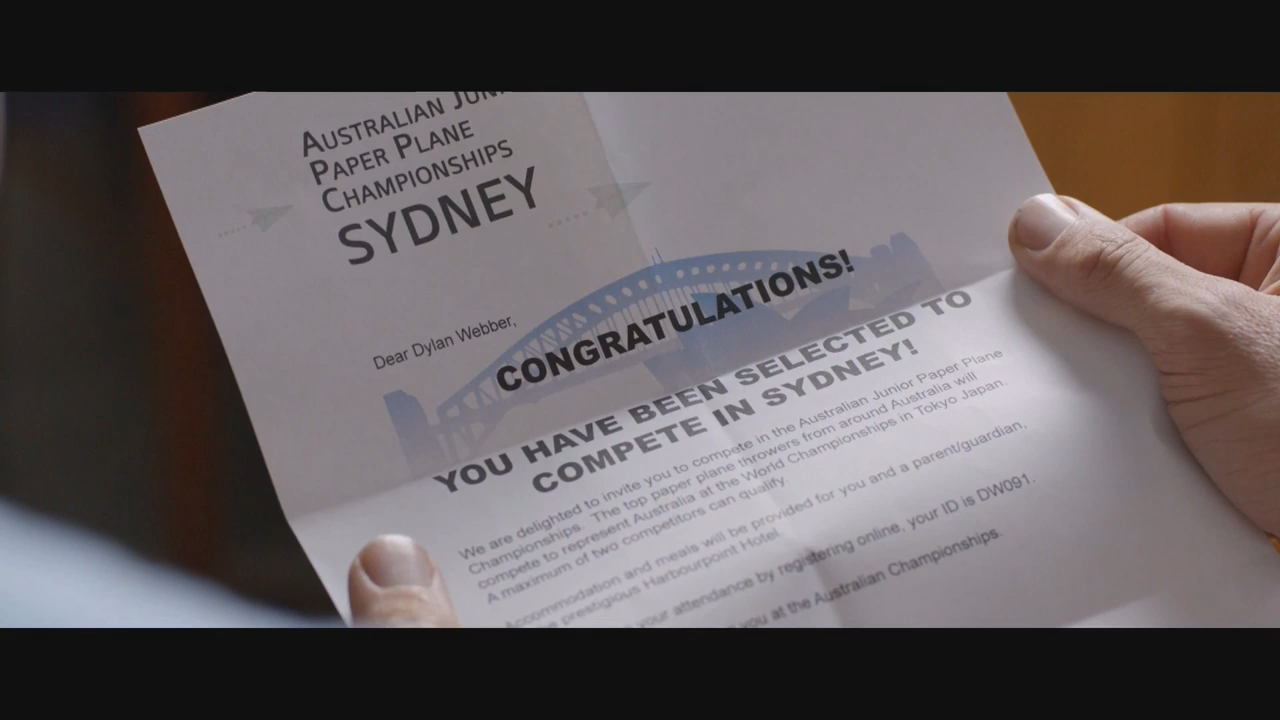 AUSTRALIAN
PAPER PLANE
CHAMPIONSHIPS
SYDNEY
Dear Dylan Webber,
CONGRATULATIONS!
YOU HAVE BEEN SELECTED TO
COMPETE IN SYDNEY!
We are delighted to invite you to compete in the Australian Junior Paper Plane
Championships. The top paper plane throwers from around Australia will
compete to represent Australia at the World Championships in Tokyo Japan.
A maximum of two competitors can qualify
Accommodation and meals will be provided for you and a parent/guardian,
prestigious Harbourpoint Hotel.
your attendance by registering online, your ID is DW091.
you at the Australian Championships.